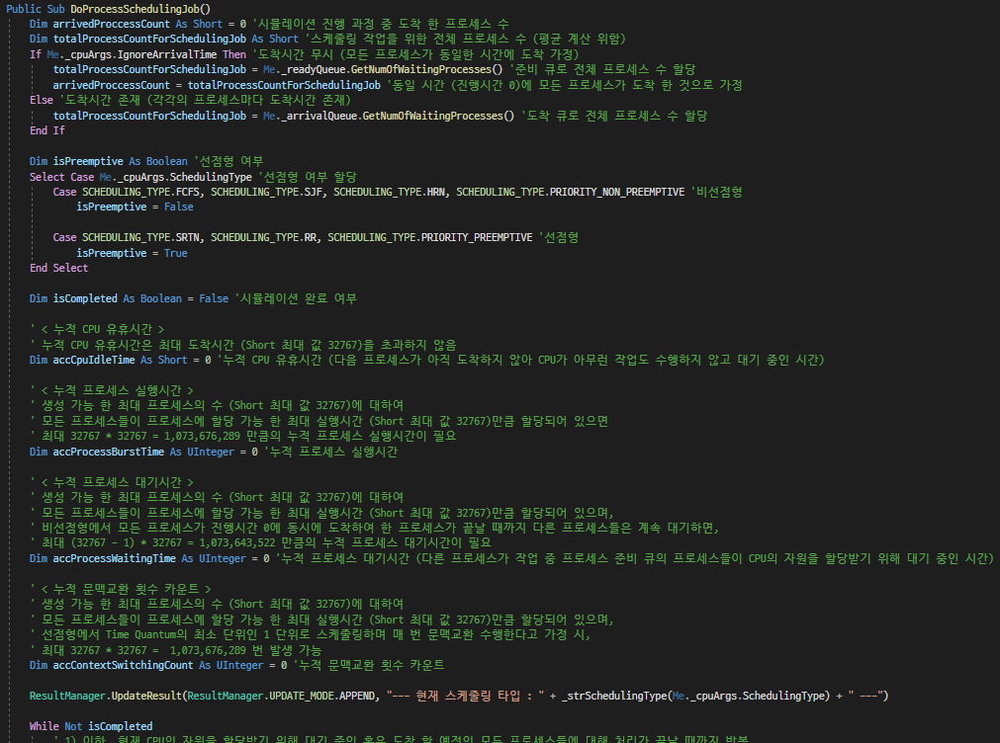 Public Sub DoProcessSchedulingJob()
Dim arrivedProccessCount As Short = 0 '시뮬레이션 진행 과정 중 도착 한 프로세스 수
Dim totalProcessCountForSchedulingJob As Short '스케줄링 작업을 위한 전체 프로세스 수 (평균 계산 위함)
If Me._cpuArgs.IgnoreArrivalTime Then '도착시간 무시 (모든 프로세스가 동일한 시간에 도착 가정)
totalProcessCountForSchedulingJob = Me._readyQueue.GetNumOfWaitingProcesses() '준비 큐로 전체 프로세스 수 할당
arrivedProccessCount = totalProcessCountForSchedulingJob '동일 시간 (진행시간 0)에 모든 프로세스가 도착 한 것으로 가정
Else '도착시간 존재 (각각의 프로세스마다 도착시간 존재)
totalProcessCountForSchedulingJob = Me._arrivalQueue.GetNumOfWaitingProcesses() '도착 큐로 전체 프로세스 수 할당
End If
Dim isPreemptive As Boolean '선점형 여부
Select Case Me._cpuArgs.SchedulingType '선점형 여부 할당
Case SCHEDULING_TYPE.FCFS, SCHEDULING_TYPE.SJF, SCHEDULING_TYPE.HRN, SCHEDULING_TYPE.PRIORITY_NON_PREEMPTIVE '비선점형
isPreemptive = False
Case SCHEDULING_TYPE.SRTN, SCHEDULING_TYPE.RR, SCHEDULING_TYPE.PRIORITY_PREEMPTIVE '선점형
isPreemptive = True
End Select
Dim isCompleted As Boolean = False '시뮬레이션 완료 여부
' < 누적 CPU 유휴시간 >
' 누적 CPU 유휴시간은 최대 도착시간 (Short 최대 값 32767)을 초과하지 않음
Dim accCpuIdleTime As Short = 0 '누적 CPU 유휴시간 (다음 프로세스가 아직 도착하지 않아 CPU가 아무런 작업도 수행하지 않고 대기 중인 시간)
' < 누적 프로세스 실행시간 >
' 생성 가능 한 최대 프로세스의 수 (Short 최대 값 32767)에 대하여
' 모든 프로세스들이 프로세스에 할당 가능 한 최대 실행시간 (Short 최대 값 32767)만큼 할당되어 있으면
' 최대 32767 * 32767 = 1,073,676,289 만큼의 누적 프로세스 실행시간이 필요
Dim accProcessBurstTime As UInteger = 0 '누적 프로세스 실행시간
' < 누적 프로세스 대기시간 >
' 생성 가능 한 최대 프로세스의 수 (Short 최대 값 32767)에 대하여
' 모든 프로세스들이 프로세스에 할당 가능 한 최대 실행시간 (Short 최대 값 32767)만큼 할당되어 있으며,
' 비선점형에서 모든 프로세스가 진행시간 0에 동시에 도착하여 한 프로세스가 끝날 때까지 다른 프로세스들은 계속 대기하면,
' 최대 (32767 - 1) * 32767 = 1,073,643,522 만큼의 누적 프로세스 대기시간이 필요
Dim accProcessWaitingTime As UInteger = 0 '누적 프로세스 대기시간 (다른 프로세스가 작업 중 프로세스 준비 큐의 프로세스들이 CPU의 자원을 할당받기 위해 대기 중인 시간)
' < 누적 문맥교환 횟수 카운트 >
' 생성 가능 한 최대 프로세스의 수 (Short 최대 값 32767)에 대하여
' 모든 프로세스들이 프로세스에 할당 가능 한 최대 실행시간 (Short 최대 값 32767)만큼 할당되어 있으며,
' 선점형에서 Time Quantum의 최소 단위인 1 단위로 스케줄링하며 매 번 문맥교환 수행한다고 가정 시,
' 최대 32767 * 32767 =  1,073,676,289 번 발생 가능
Dim accContextSwitchingCount As UInteger = 0 '누적 문맥교환 횟수 카운트
ResultManager.UpdateResult(ResultManager.UPDATE_MODE.APPEND, "--- 현재 스케줄링 타입 : " + _strSchedulingType(Me._cpuArgs.SchedulingType) + " ---")
While Not isCompleted
' 1) 이하, 현재 CPU의 자원을 할당받기 위해 대기 중인 혹은 도착 할 예정인 모든 프로세스들에 대해 처리가 끝날 때까지 반복